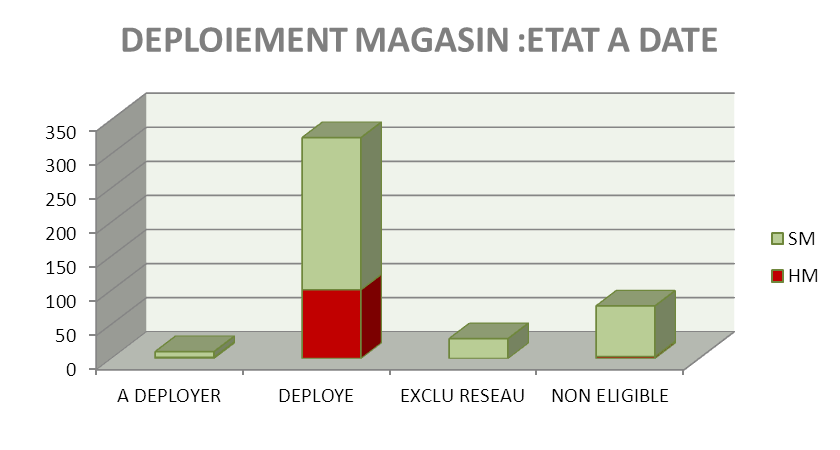 DEPLOIEMENT MAGASIN :ETAT A DATE
350
300
250
200
150
100
50
0
A DEPLOYER
DEPLOYE
EXCLU RESEAU
NON ELIGIBLE
SM
HM